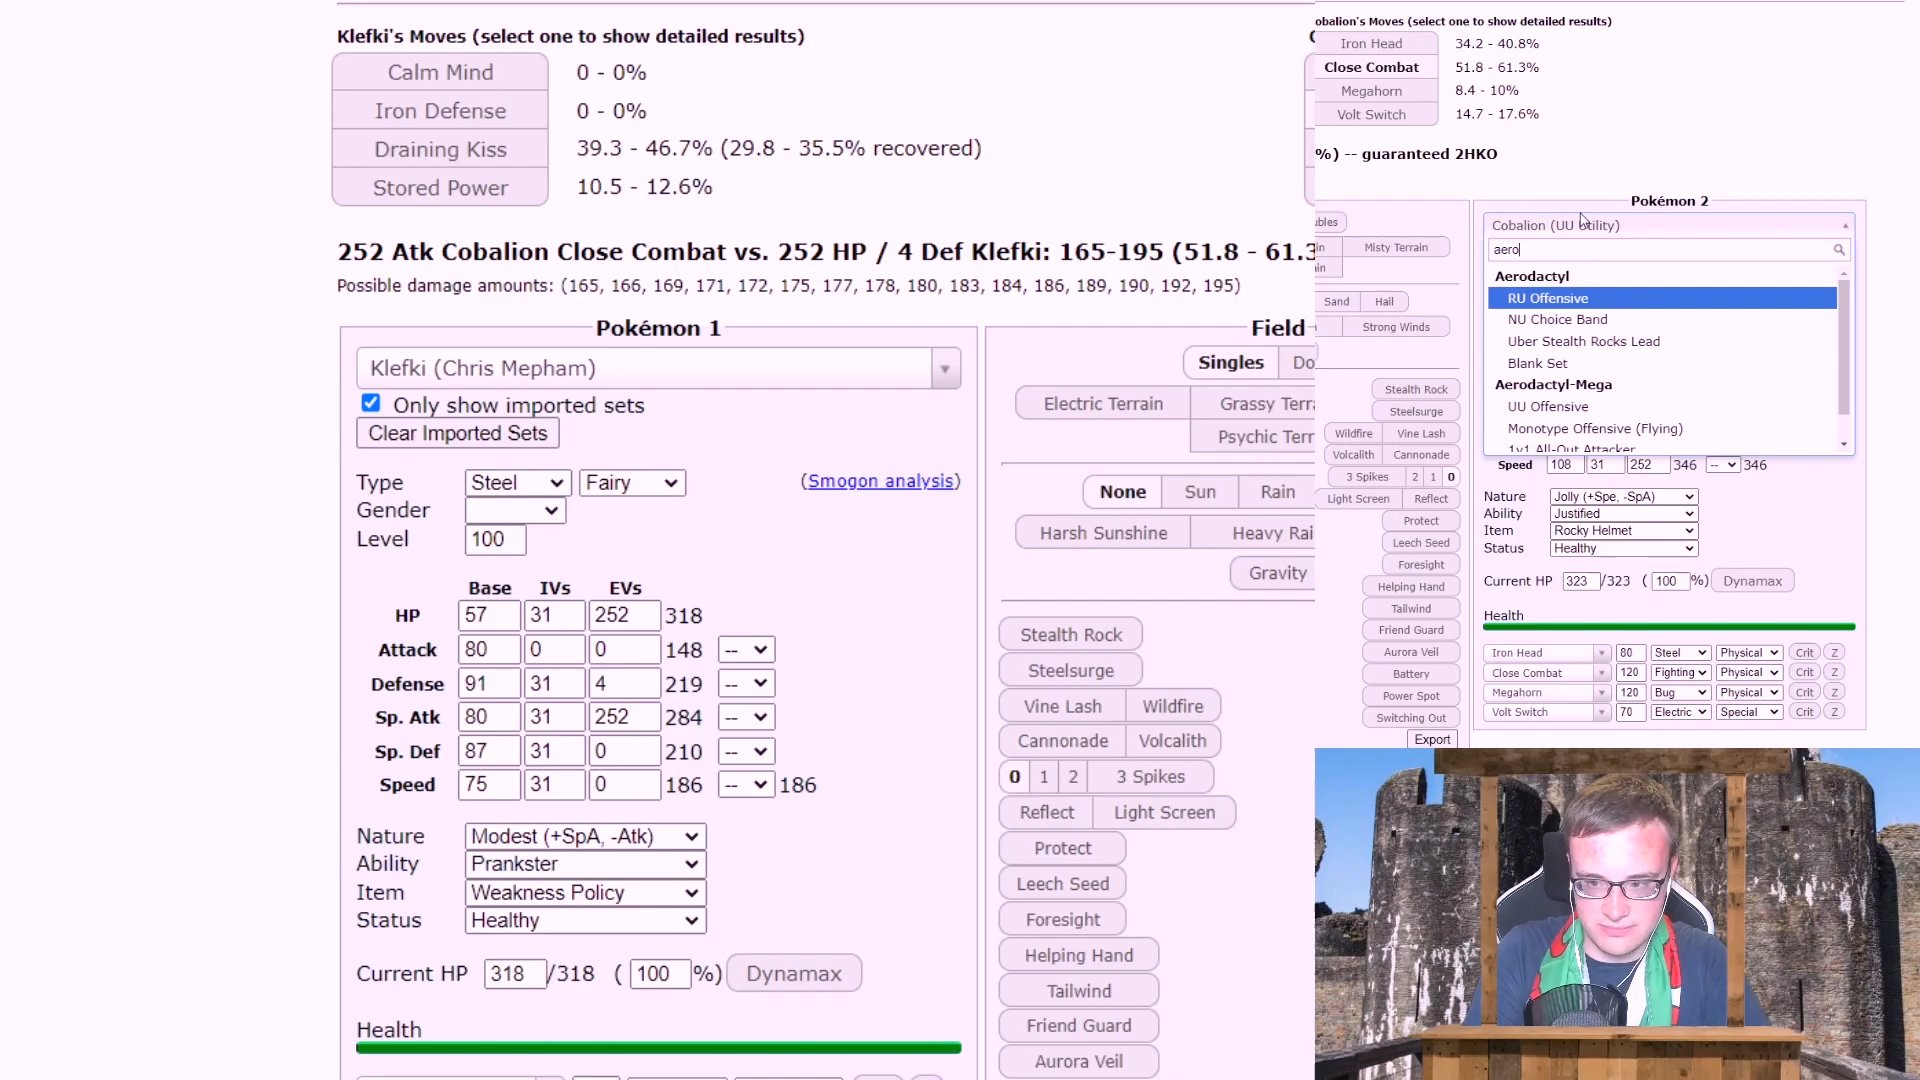 Klefki's Moves (select one to show detailed results)
Calm Mind 0 - 0%
Iron Defense 0 - 0%
Draining Kiss 39.3 - 46.7% (29.8 - 35.5% recovered)
Stored Power 10.5 - 12.6%
252 Atk Cobalion Close Combat vs. 252 HP / 4 Def Klefki: 165-195 (51.8 - 61.3
Possible damage amounts: (165, 166, 169, 171, 172, 175, 177, 178, 180, 183, 184, 186, 189, 190, 192, 195)
Pokémon 1
Klefki (Chris Mepham)
Only show imported sets
Clear Imported Sets
Type Steel Fairy (Smogon analysis)
Gender
Level 100
Base IVs EVs
HP 57 31 252 318
Attack 80 0 0 148 --
Defense 91 31 4 219 --
Sp. Atk 80 31 252 284 --
Sp. Def 87 31 0 210 --
Speed 75 31 0 186 -- 186
Nature Modest (+SpA, -Atk)
Ability Prankster
Item Weakness Policy
Status Healthy
Current HP 318/318 (100%) Dynamax
Health
Field
Singles Do
Electric Terrain Grassy Terra
Psychic Terr
None Sun Rain
Harsh Sunshine Heavy Rai
Gravity
Stealth Rock
Steelsurge
Vine Lash Wildfire
Cannonade Volcalith
0 1 2 3 Spikes
Reflect Light Screen
Protect
Leech Seed
Foresight
Helping Hand
Tailwind
Friend Guard
Aurora Veil
obalion's Moves (select one to show detailed results)
Iron Head 34.2 - 40.8%
Close Combat 51.8 - 61.3%
Megahorn 8.4 - 10%
Volt Switch 14.7 - 17.6%
%) -- guaranteed 2HKO
ubles
in Misty Terrain
ain
Sand Hail
Strong Winds
Stealth Rock
Steelsurge
Wildfire Vine Lash
Volcalith Cannonade
3 Spikes 2 1 0
Light Screen Reflect
Protect
Leech Seed
Foresight
Helping Hand
Tailwind
Friend Guard
Aurora Veil
Battery
Power Spot
Switching Out
Export
Pokémon 2
Cobalion (UU Utility)
aero
Aerodactyl
RU Offensive
NU Choice Band
Uber Stealth Rocks Lead
Blank Set
Aerodactyl-Mega
UU Offensive
Monotype Offensive (Flying)
1v1 All-Out Attacker
Speed 108 31 252 346 -- 346
Nature Jolly (+Spe, -SpA)
Ability Justified
Item Rocky Helmet
Status Healthy
Current HP 323/323 (100%) Dynamax
Health
Iron Head 80 Steel Physical Crit Z
Close Combat 120 Fighting Physical Crit Z
Megahorn 120 Bug Physical Crit Z
Volt Switch 70 Electric Special Crit Z